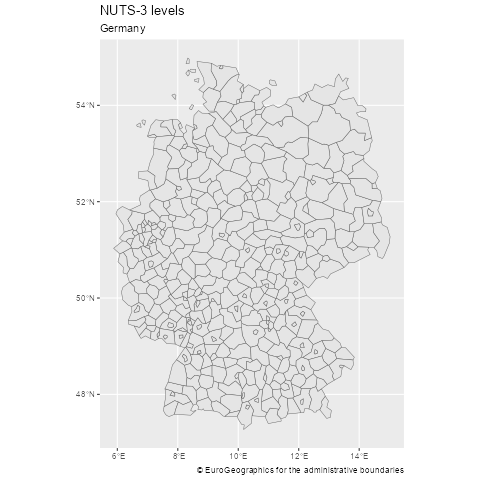 NUTS-3 levels
Germany
54°N
52°N
50°N
48°N
6°E 8°E 10°E 12°E 14°E
© EuroGeographics for the administrative boundaries